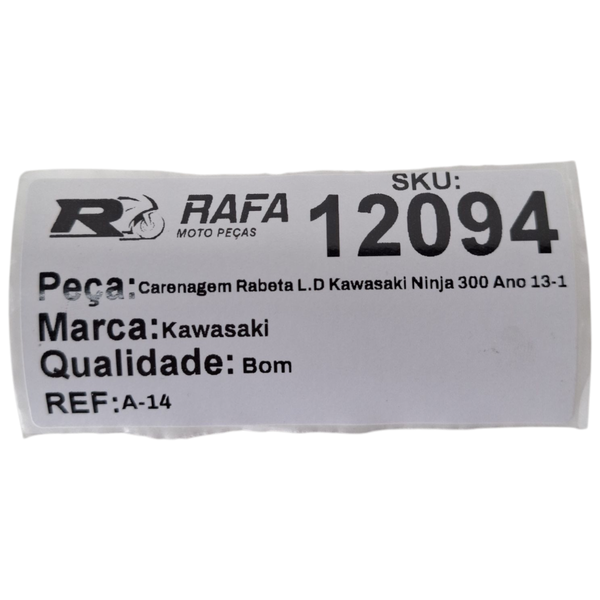 R RAFA
MOTO PEÇAS
SKU:
12094
Peça: Carenagem Rabeta L.D Kawasaki Ninja 300 Ano 13-1
Marca: Kawasaki
Qualidade: Bom
REF: A-14